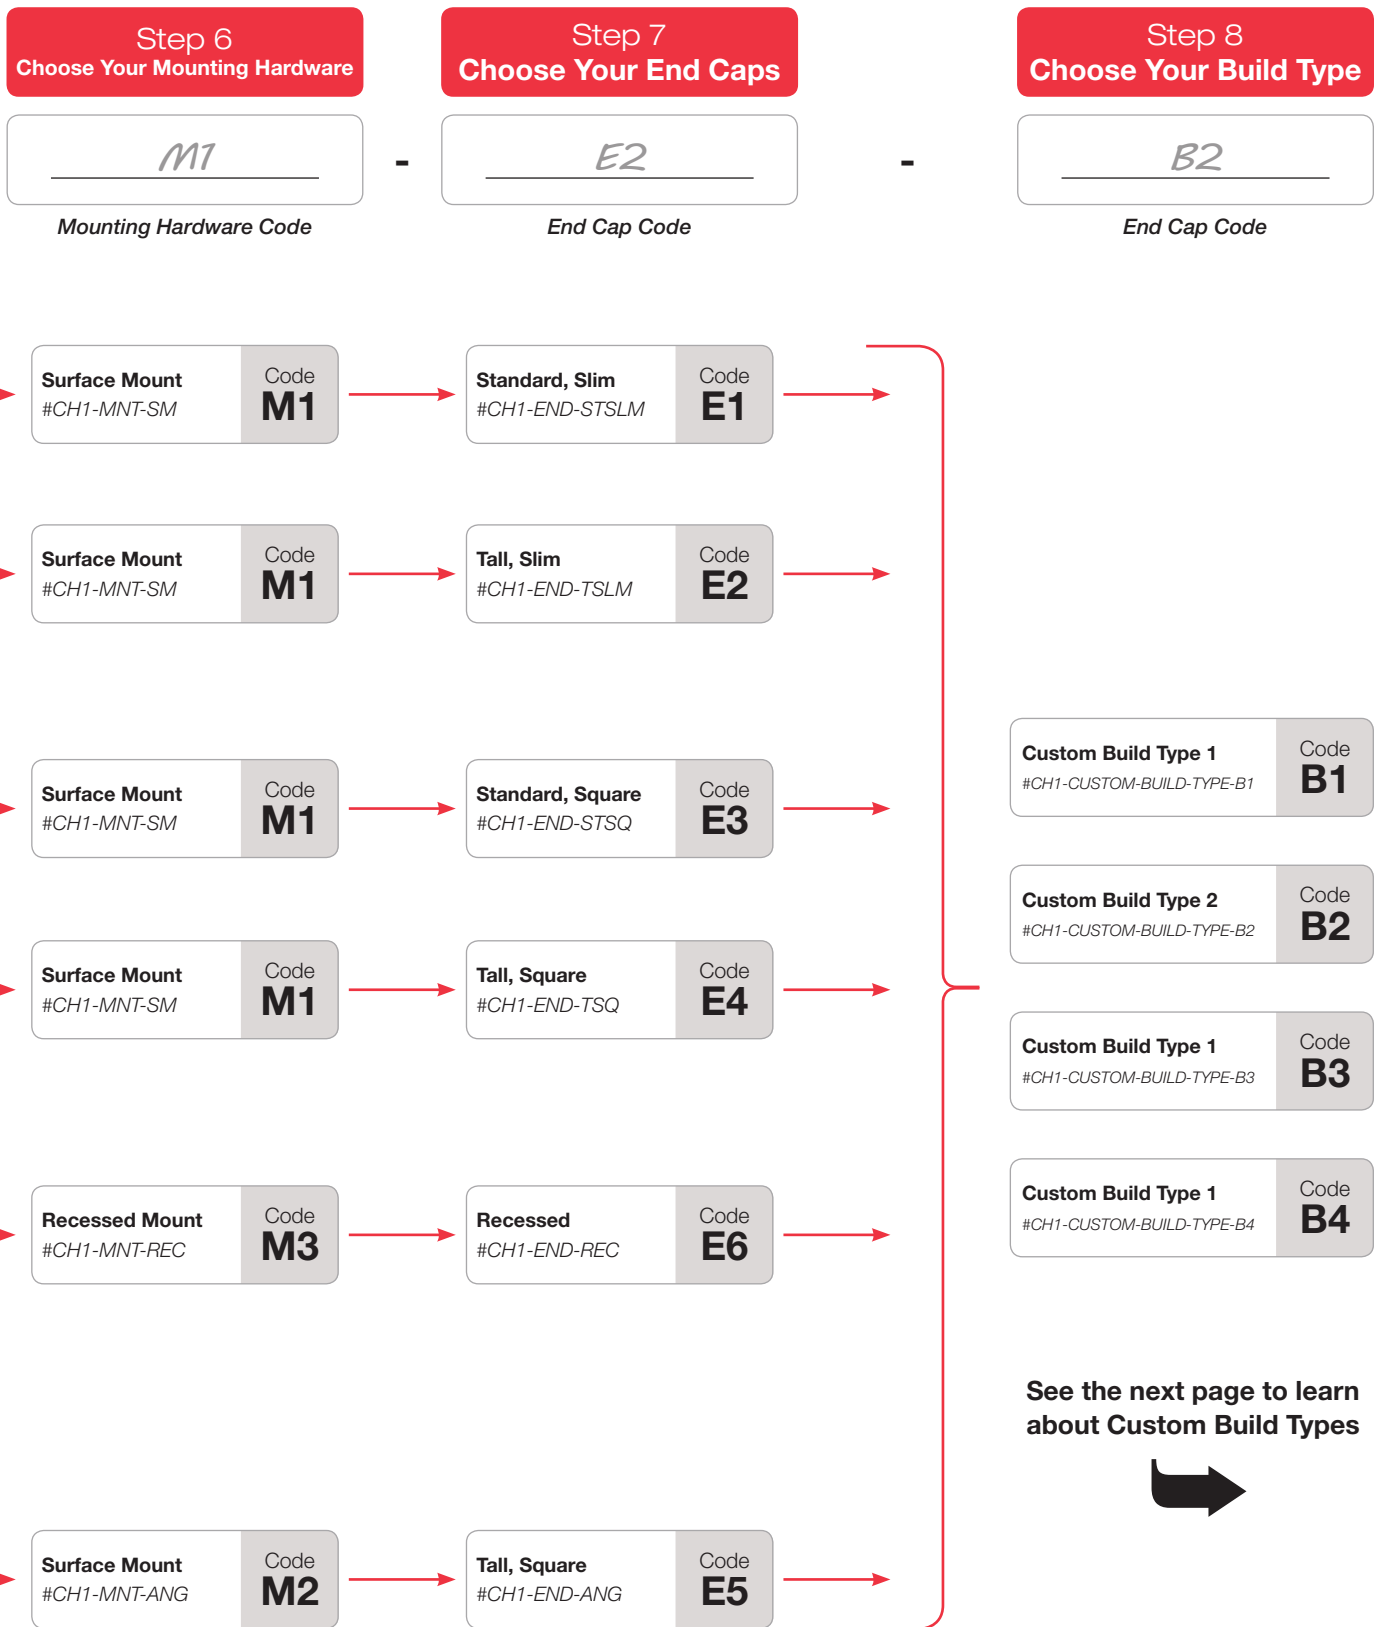 Step 6
Choose Your Mounting Hardware
Step 7
Choose Your End Caps
Step 8
Choose Your Build Type
M1
-
E2
-
B2
Mounting Hardware Code
End Cap Code
End Cap Code
Surface Mount
#CH1-MNT-SM
Code
M1
Standard, Slim
#CH1-END-STSLM
Code
E1
Surface Mount
#CH1-MNT-SM
Code
M1
Tall, Slim
#CH1-END-TSLM
Code
E2
Surface Mount
#CH1-MNT-SM
Code
M1
Standard, Square
#CH1-END-STSQ
Code
E3
Surface Mount
#CH1-MNT-SM
Code
M1
Tall, Square
#CH1-END-TSQ
Code
E4
Recessed Mount
#CH1-MNT-REC
Code
M3
Recessed
#CH1-END-REC
Code
E6
Surface Mount
#CH1-MNT-ANG
Code
M2
Tall, Square
#CH1-END-ANG
Code
E5
Custom Build Type 1
#CH1-CUSTOM-BUILD-TYPE-B1
Code
B1
Custom Build Type 2
#CH1-CUSTOM-BUILD-TYPE-B2
Code
B2
Custom Build Type 1
#CH1-CUSTOM-BUILD-TYPE-B3
Code
B3
Custom Build Type 1
#CH1-CUSTOM-BUILD-TYPE-B4
Code
B4
See the next page to learn
about Custom Build Types